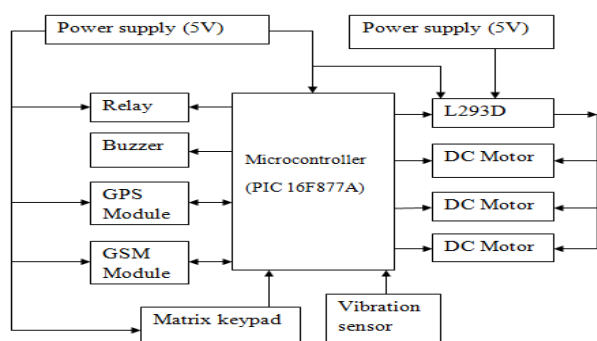 Power supply (5V)
Power supply (5V)
Relay
L293D
Buzzer
Microcontroller
(PIC 16F877A)
DC Motor
GPS
Module
DC Motor
GSM
Module
DC Motor
Matrix keypad
Vibration
sensor